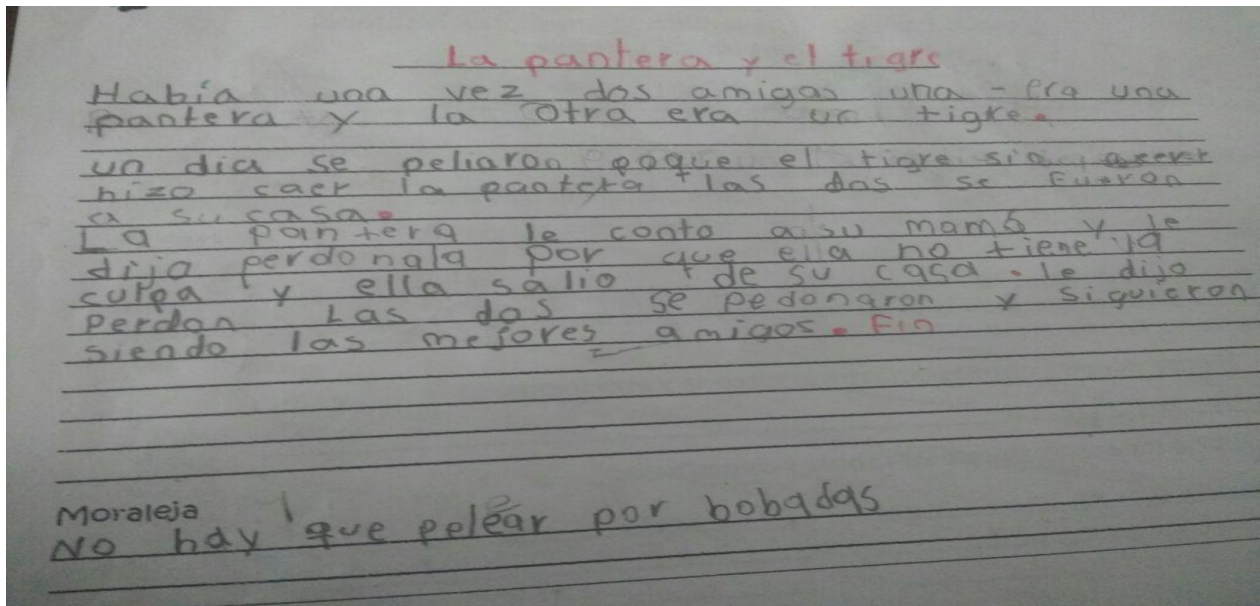 La pantera y el tigre
Había una vez dos amigas una - era una
pantera y la otra era un tigre.
un dia se peliaron poque el tigre sin
hizo caer la pantera las dos se fueron
a su casa.
La pantera le conto a su mamá y le
dijo perdonala por que ella no tiene la
culpa y ella salio de su casa. le dijo
Perdon Las dos se pedonaron y siguieron
siendo las mejores amigos. Fin
Moraleja
No hay que pelear por bobadas